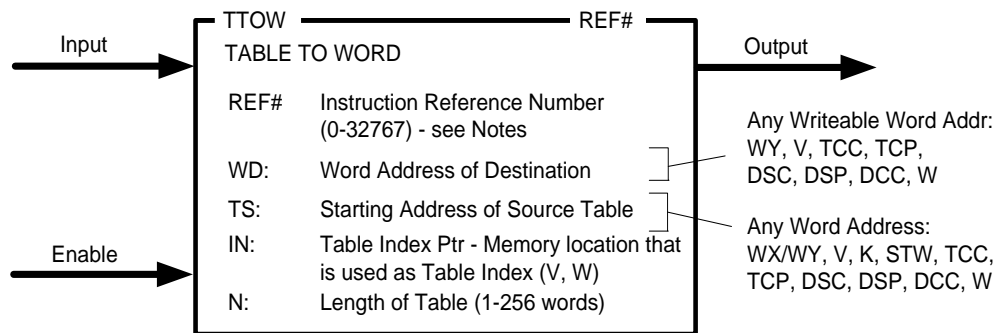 TTOW REF#
Input
Output
TABLE TO WORD
REF# Instruction Reference Number
(0-32767) - see Notes
WD: Word Address of Destination
TS: Starting Address of Source Table
IN: Table Index Ptr - Memory location that
is used as Table Index (V, W)
N: Length of Table (1-256 words)
Enable
Any Writeable Word Addr:
WY, V, TCC, TCP,
DSC, DSP, DCC, W
Any Word Address:
WX/WY, V, K, STW, TCC,
TCP, DSC, DSP, DCC, W